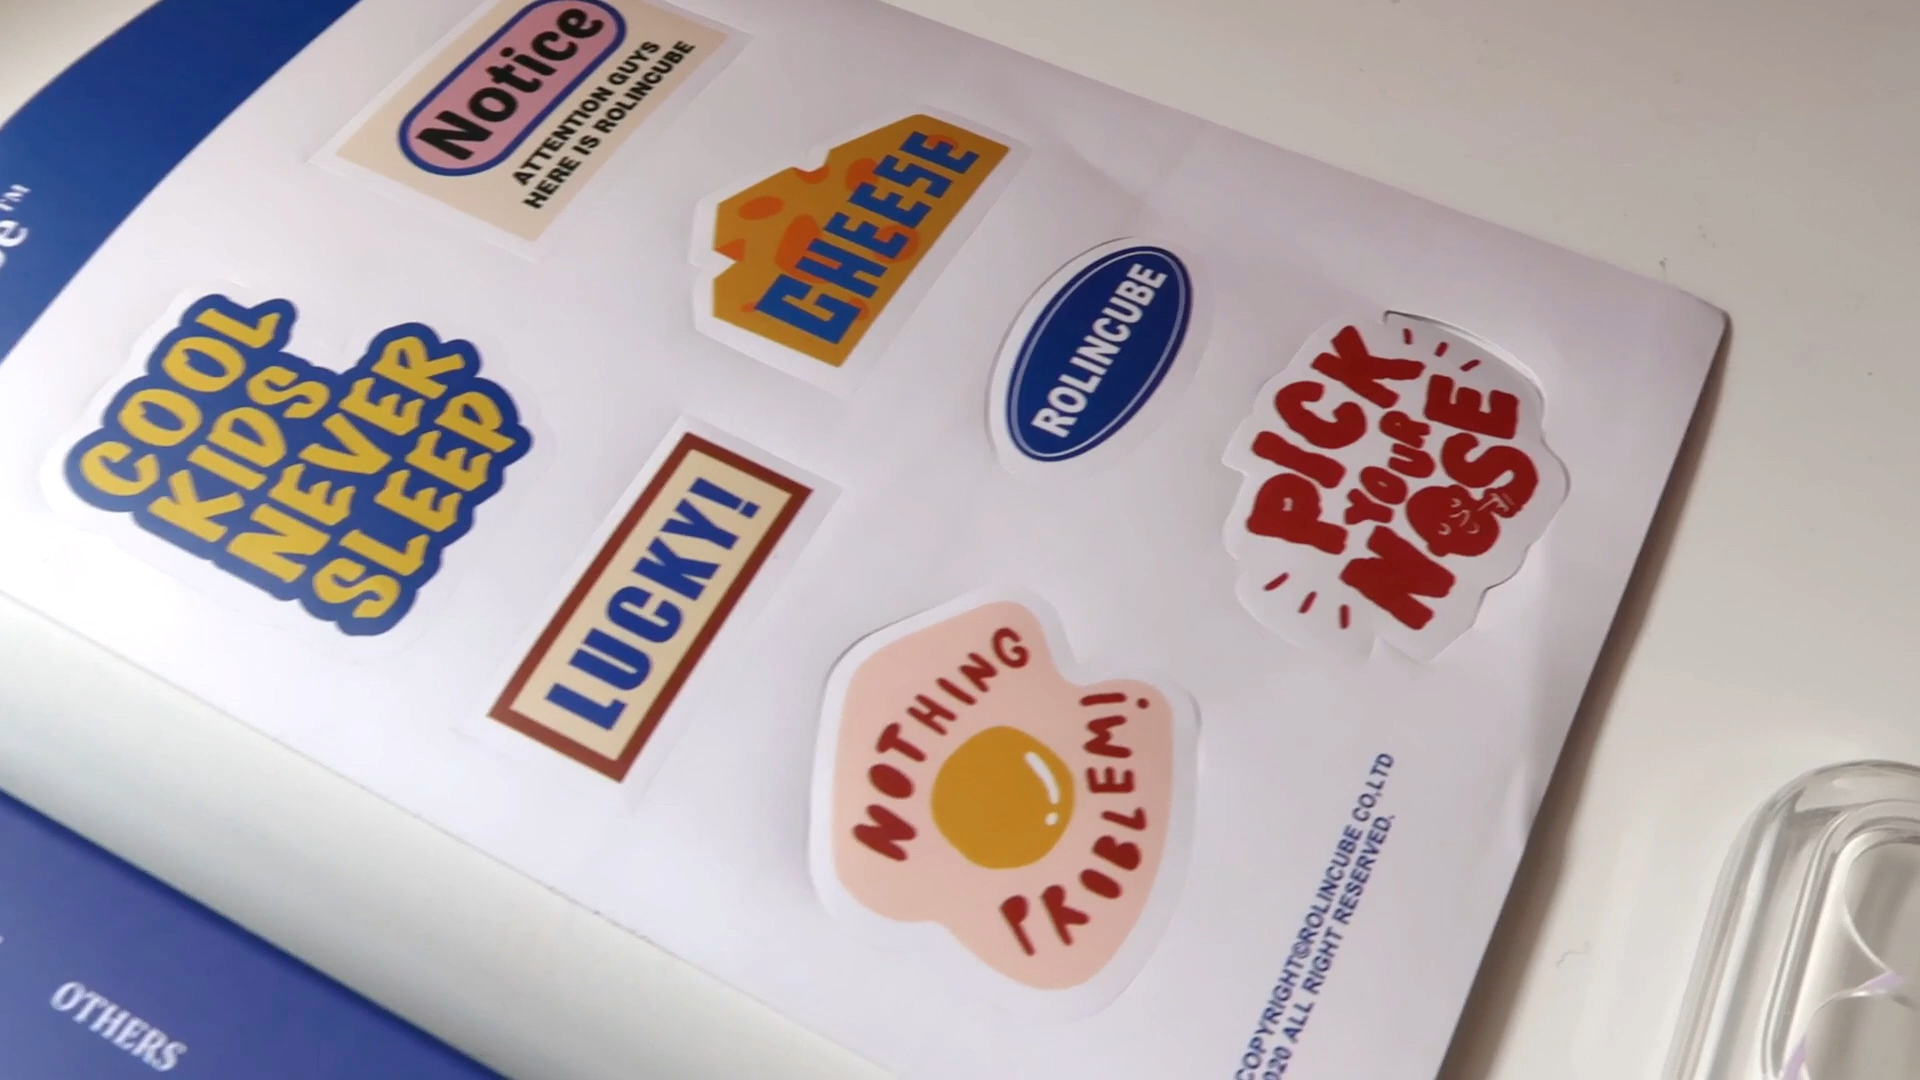 Notice
ATTENTION GUYS
HERE IS ROLINCUBE
CHEESE
ROLINCUBE
PICK
YOUR
NOSE
COOL
KIDS
NEVER
SLEEP
LUCKY!
NOTHING
PROBLEM!
COPYRIGHT©ROLINCUBE CO,LTD
020 ALL RIGHT RESERVED.
OTHERS